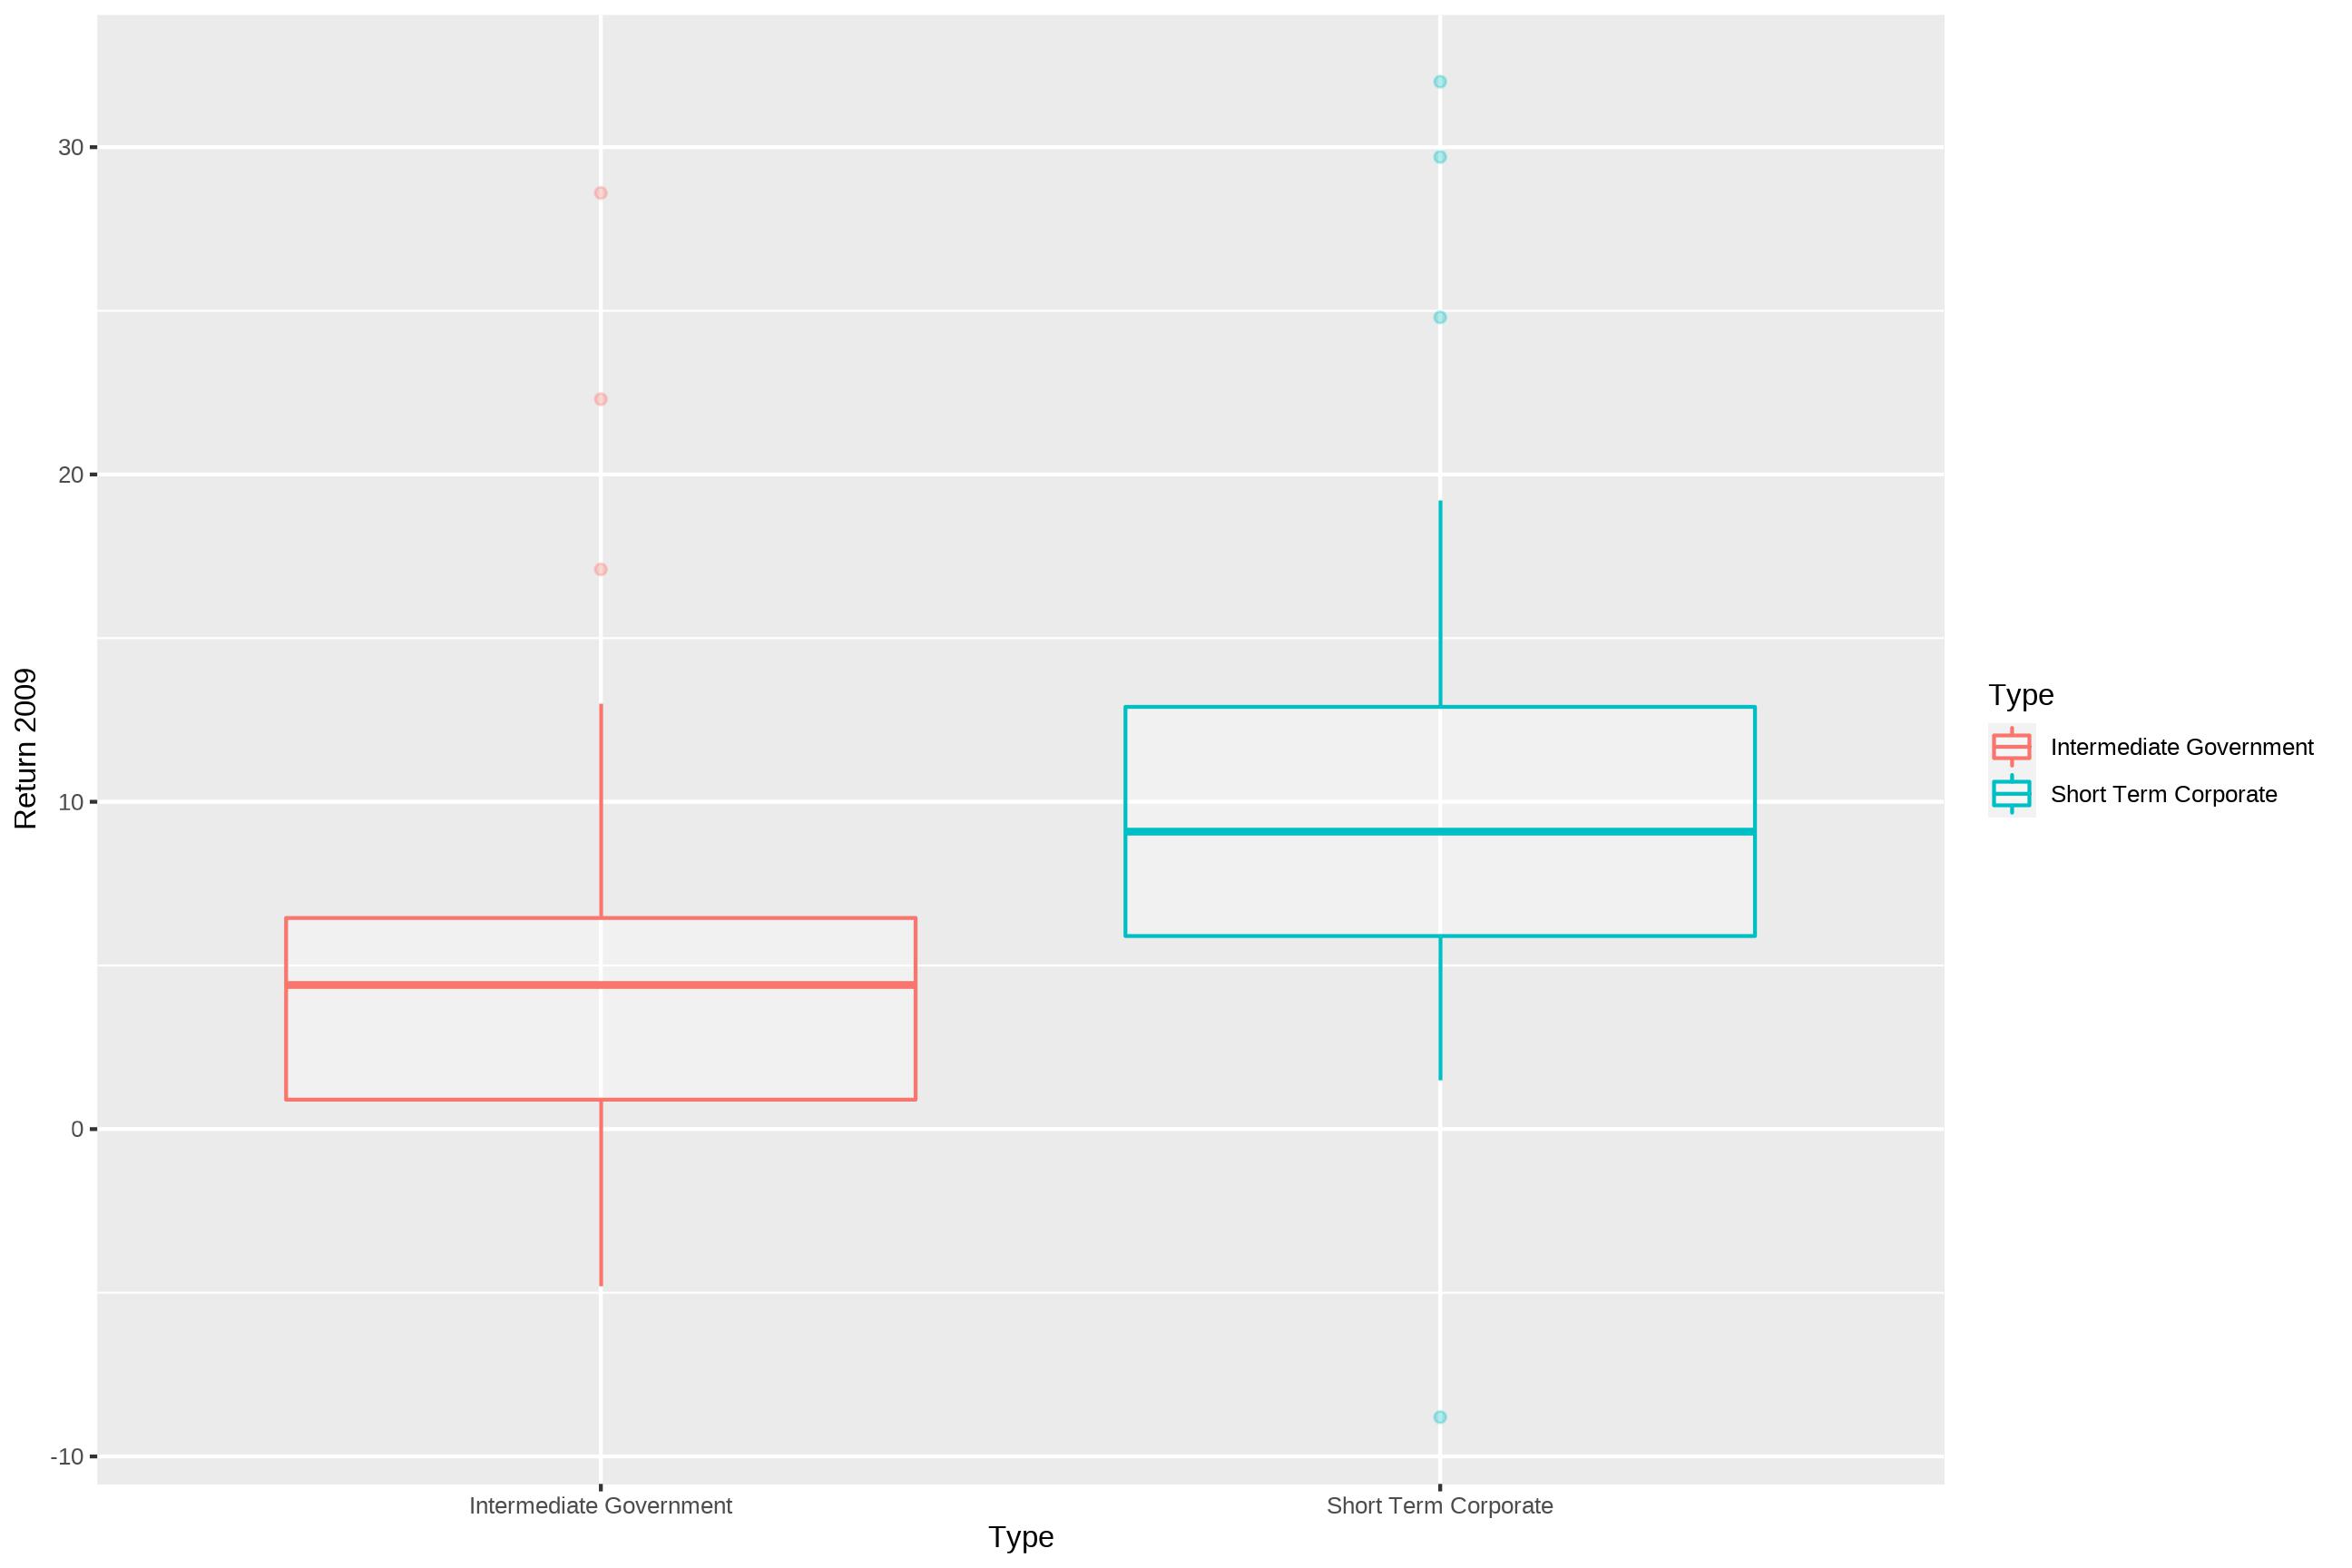 30
20
10
0
-10
Return 2009
Intermediate Government
Short Term Corporate
Type
Type
Intermediate Government
Short Term Corporate